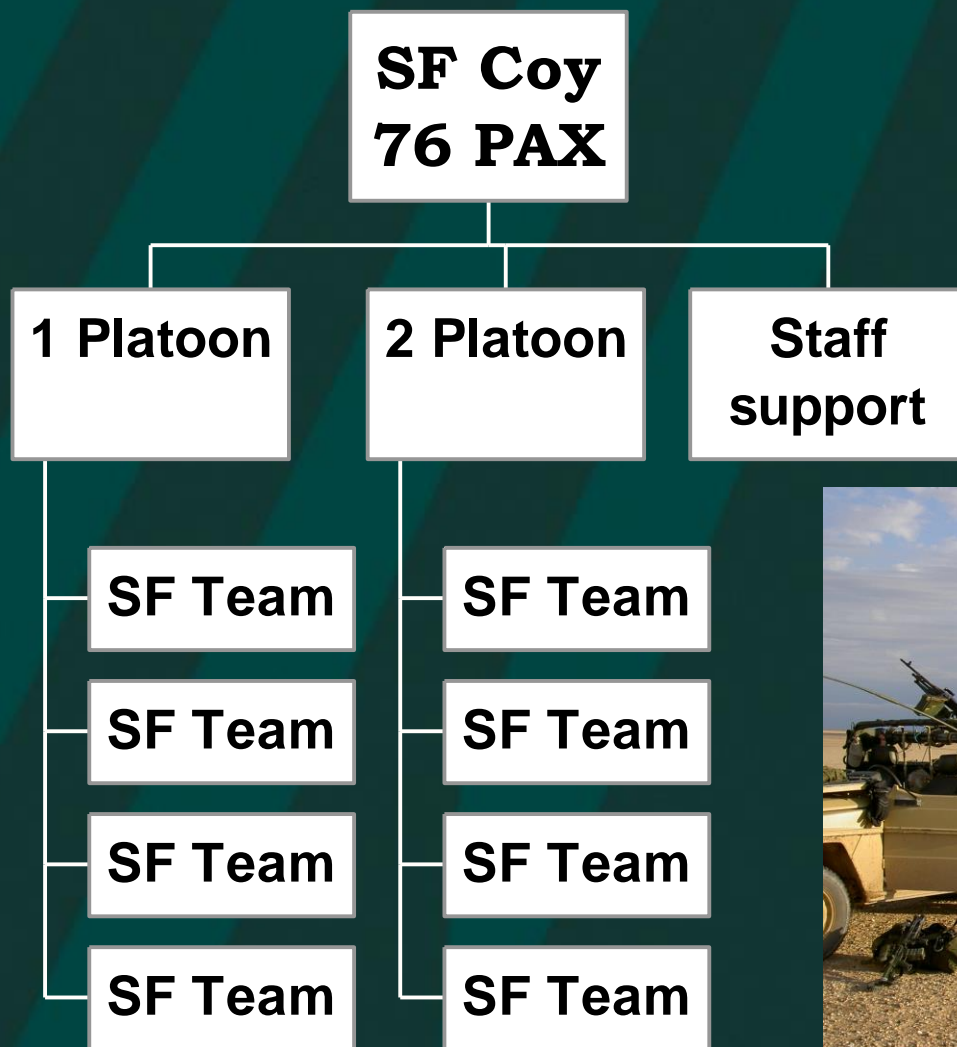 SF Coy
76 PAX
1 Platoon
2 Platoon
Staff
support
SF Team
SF Team
SF Team
SF Team
SF Team
SF Team
SF Team
SF Team